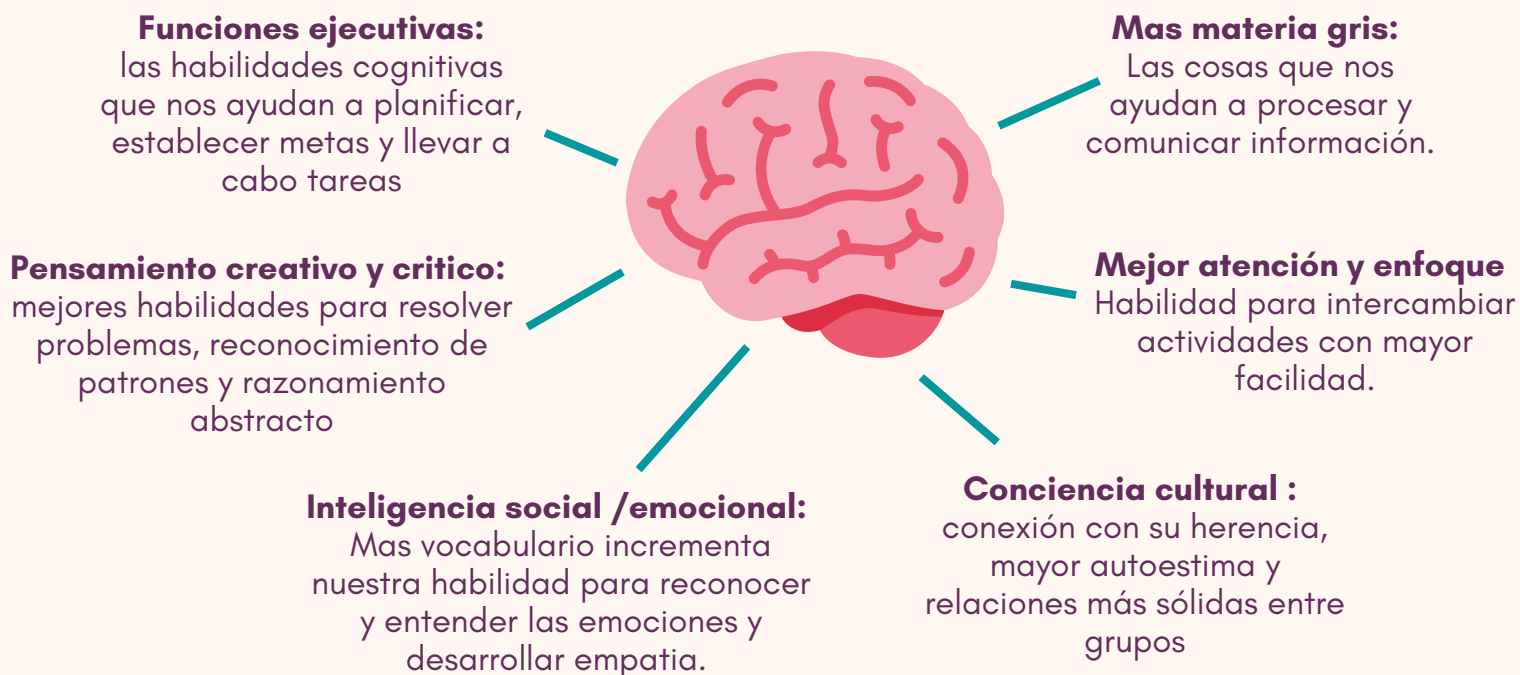 Funciones ejecutivas:
las habilidades cognitivas
que nos ayudan a planificar,
establecer metas y llevar a
cabo tareas
Mas materia gris:
Las cosas que nos
ayudan a procesar y
comunicar información.
Pensamiento creativo y critico:
mejores habilidades para resolver
problemas, reconocimiento de
patrones y razonamiento
abstracto
Mejor atención y enfoque
Habilidad para intercambiar
actividades con mayor
facilidad.
Inteligencia social /emocional:
Mas vocabulario incrementa
nuestra habilidad para reconocer
y entender las emociones y
desarrollar empatia.
Conciencia cultural :
conexión con su herencia,
mayor autoestima y
relaciones más sólidas entre
grupos